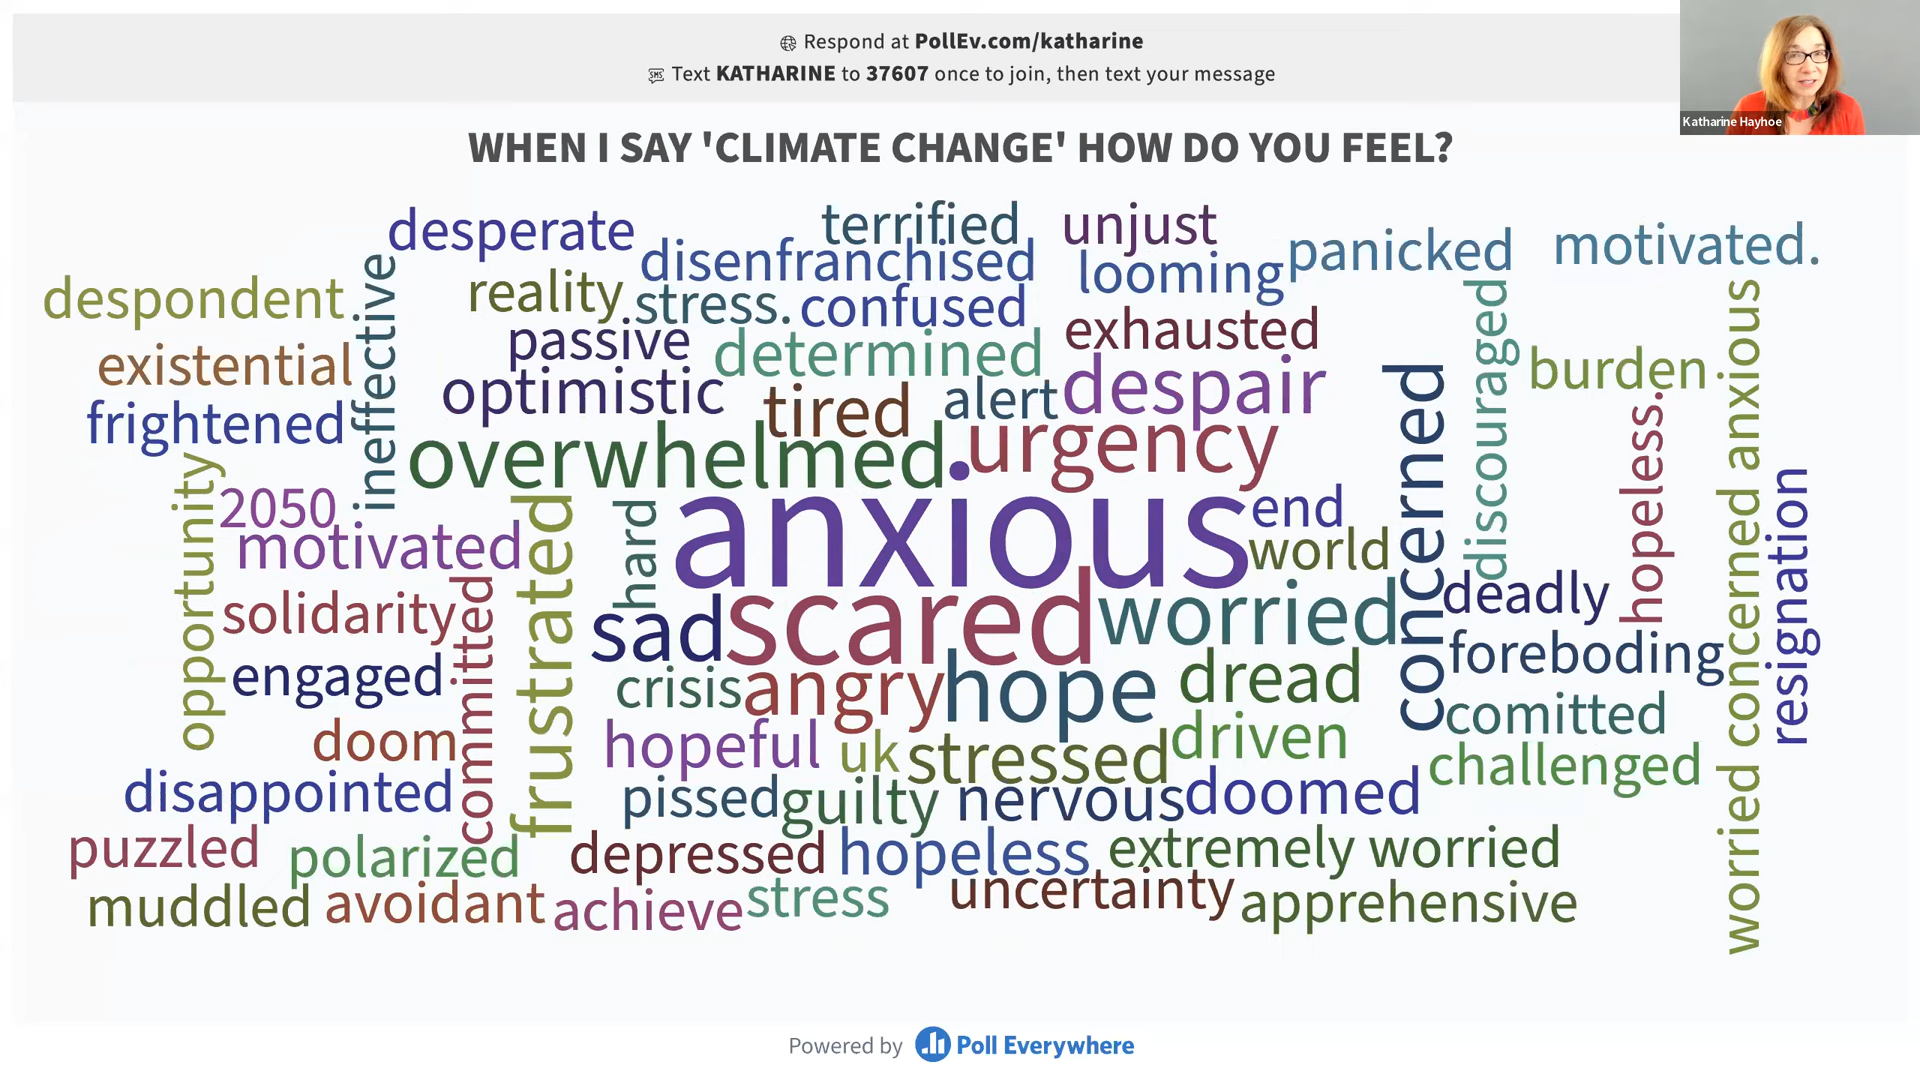 Respond at PollEv.com/katharine
Text KATHARINE to 37607 once to join, then text your message
Katharine Hayhoe
WHEN I SAY 'CLIMATE CHANGE' HOW DO YOU FEEL?
desperate
terrified
unjust
disenfranchised
looming
panicked
motivated.
despondent
ineffective
reality.
stress.
confused
passive
determined
exhausted
existential
optimistic
tired
alert
despair
concerned
discouraged
burden
frightened
overwhelmed.
urgency
hopeless.
worried concerned anxious
opportunity
2050
motivated
frustrated
hard
anxious
end
world
resignation
solidarity
committed
sad
scared
worried
deadly
engaged
crisis
angry
hope
dread
foreboding
comitted
doom
hopeful
uk
stressed
driven
challenged
disappointed
pissed
guilty
nervous
doomed
puzzled
polarized
depressed
hopeless
extremely worried
muddled
avoidant
achieve
stress
uncertainty
apprehensive
SMS
Powered by Poll Everywhere